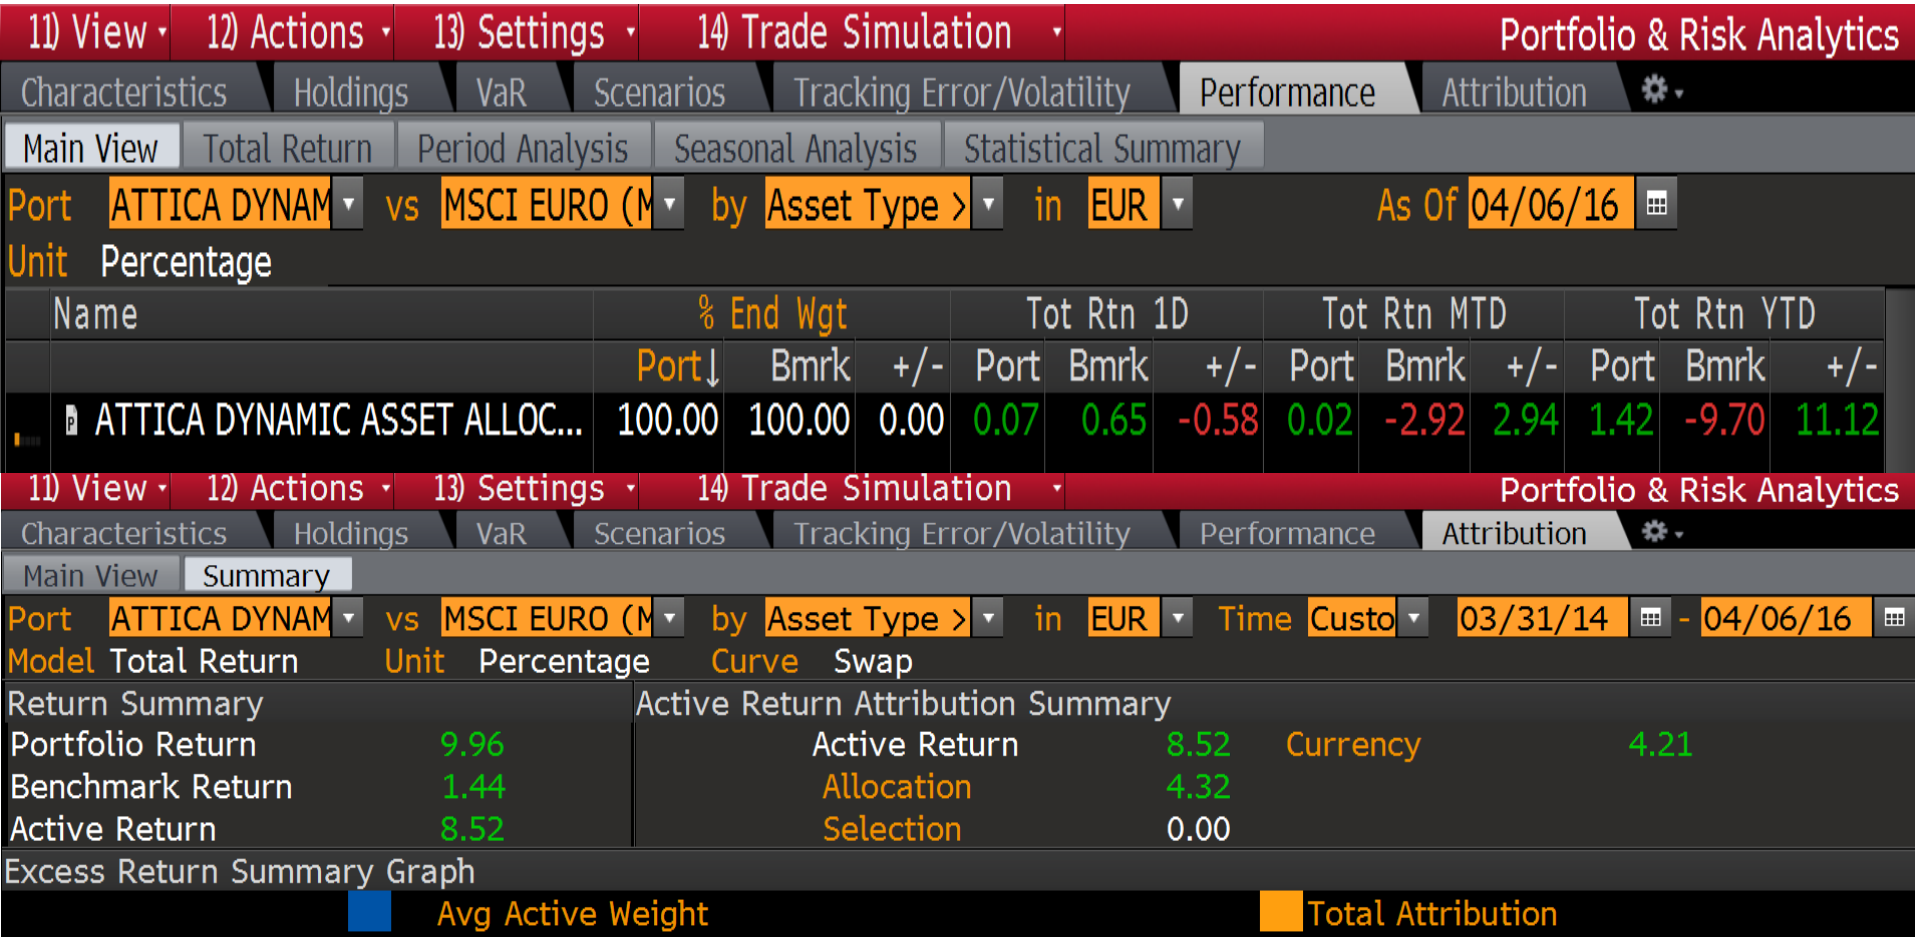 11) View 12) Actions 13) Settings 14) Trade Simulation Portfolio & Risk Analytics
Characteristics Holdings VaR Scenarios Tracking Error/Volatility Performance Attribution
Main View Total Return Period Analysis Seasonal Analysis Statistical Summary
Port ATTICA DYNAM vs MSCI EURO (M by Asset Type > in EUR As Of 04/06/16
Unit Percentage
Name % End Wgt Tot Rtn 1D Tot Rtn MTD Tot Rtn YTD
Port↓ Bmrk +/- Port Bmrk +/- Port Bmrk +/- Port Bmrk +/-
ATTICA DYNAMIC ASSET ALLOC... 100.00 100.00 0.00 0.07 0.65 -0.58 0.02 -2.92 2.94 1.42 -9.70 11.12
11) View 12) Actions 13) Settings 14) Trade Simulation Portfolio & Risk Analytics
Characteristics Holdings VaR Scenarios Tracking Error/Volatility Performance Attribution
Main View Summary
Port ATTICA DYNAM vs MSCI EURO (M by Asset Type > in EUR Time Custo 03/31/14 - 04/06/16
Model Total Return Unit Percentage Curve Swap
Return Summary Active Return Attribution Summary
Portfolio Return 9.96 Active Return 8.52 Currency 4.21
Benchmark Return 1.44 Allocation 4.32
Active Return 8.52 Selection 0.00
Excess Return Summary Graph
Avg Active Weight Total Attribution